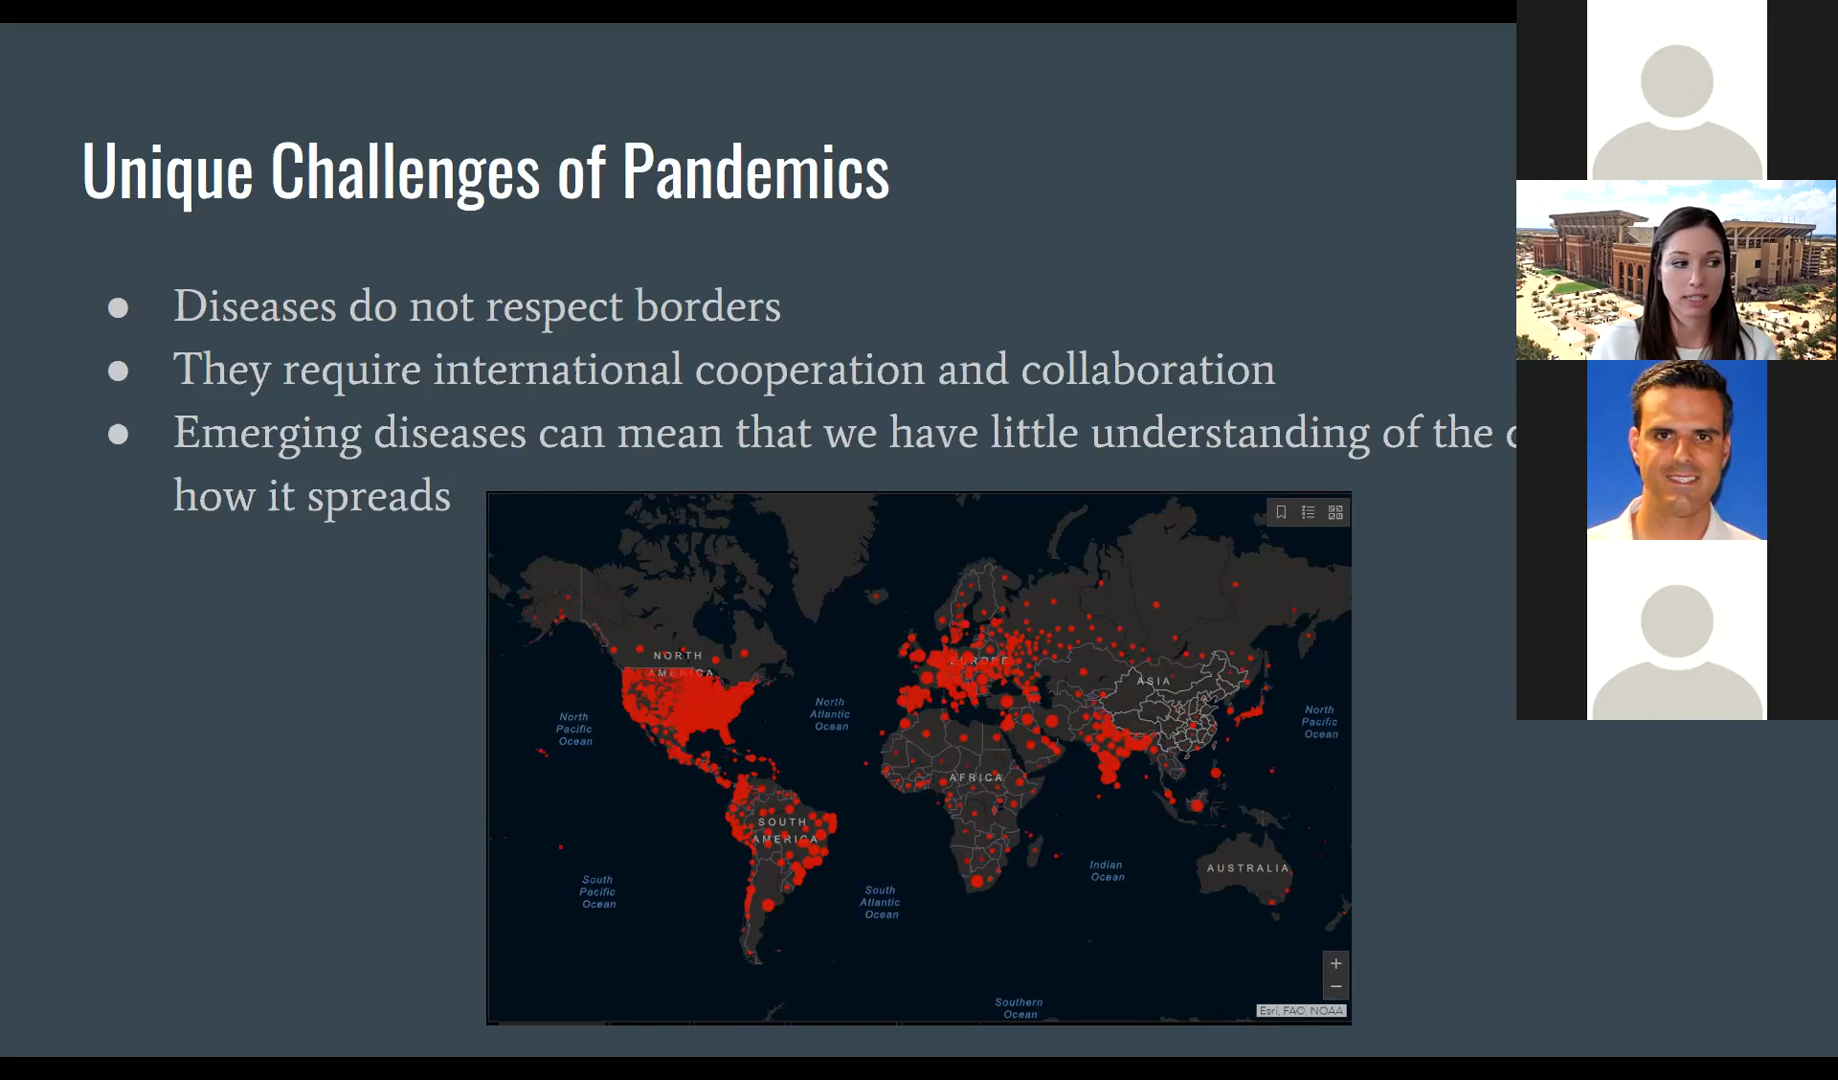 Unique Challenges of Pandemics
● Diseases do not respect borders
● They require international cooperation and collaboration
● Emerging diseases can mean that we have little understanding of the
how it spreads
NORTH
AMERICA
EUROPE
ASIA
North
Pacific
Ocean
North
Atlantic
Ocean
North
Pacific
Ocean
AFRICA
SOUTH
AMERICA
South
Pacific
Ocean
South
Atlantic
Ocean
Indian
Ocean
AUSTRALIA
Southern
Ocean
+
−
Esri, FAO, NOAA